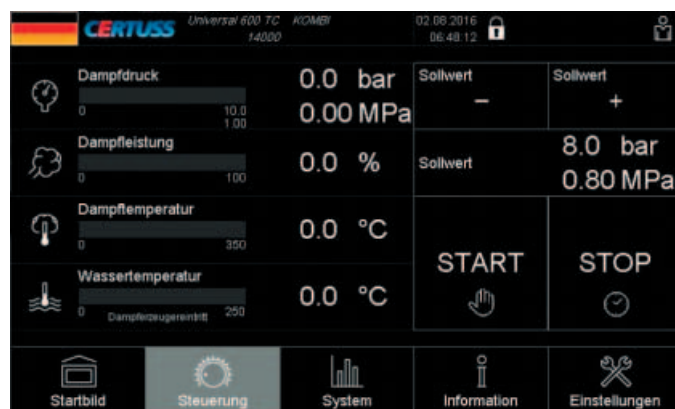 CERTUSS
Universal 600 TC KOMBI
14000
02.08.2016
06:48:12
Dampfdruck
0.0 bar
0.00 MPa
0 10.0
1.00
Sollwert
−
Sollwert
+
Dampfleistung
0.0 %
0 100
Sollwert
8.0 bar
0.80 MPa
Dampftemperatur
0.0 °C
0 350
Wassertemperatur
0.0 °C
0 Dampferzeugereintritt 250
START
STOP
Startbild
Steuerung
System
Information
Einstellungen